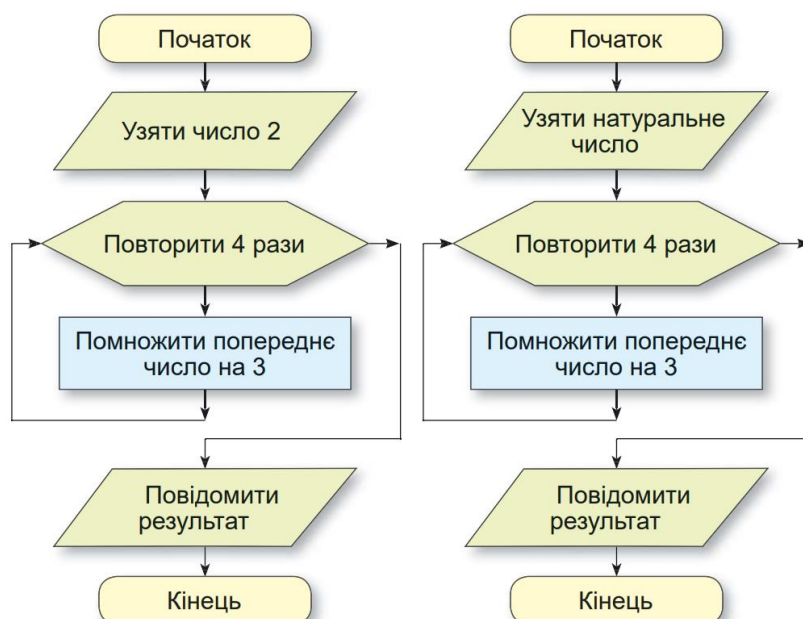 Початок
Узяти число 2
Повторити 4 рази
Помножити попереднє
число на 3
Повідомити
результат
Кінець
Початок
Узяти натуральне
число
Повторити 4 рази
Помножити попереднє
число на 3
Повідомити
результат
Кінець